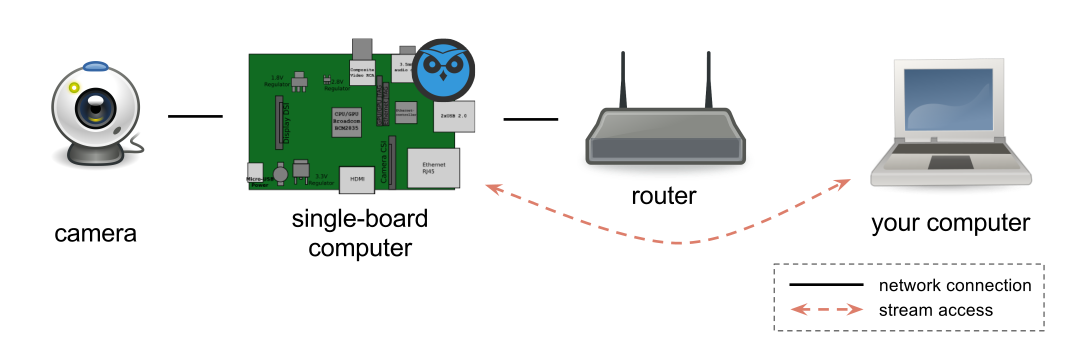 Composite
Video RCA
3.5mm
audio
1.8V
Regulator
2.8V
Regulator
Display DSI
CPU/GPU
Broadcom
BCM2835
Ethernet
controller
2xUSB 2.0
Camera CSI
Ethernet
RJ45
Micro-USB
Power
3.3V
Regulator
HDMI
camera
single-board
computer
router
your computer
network connection
stream access